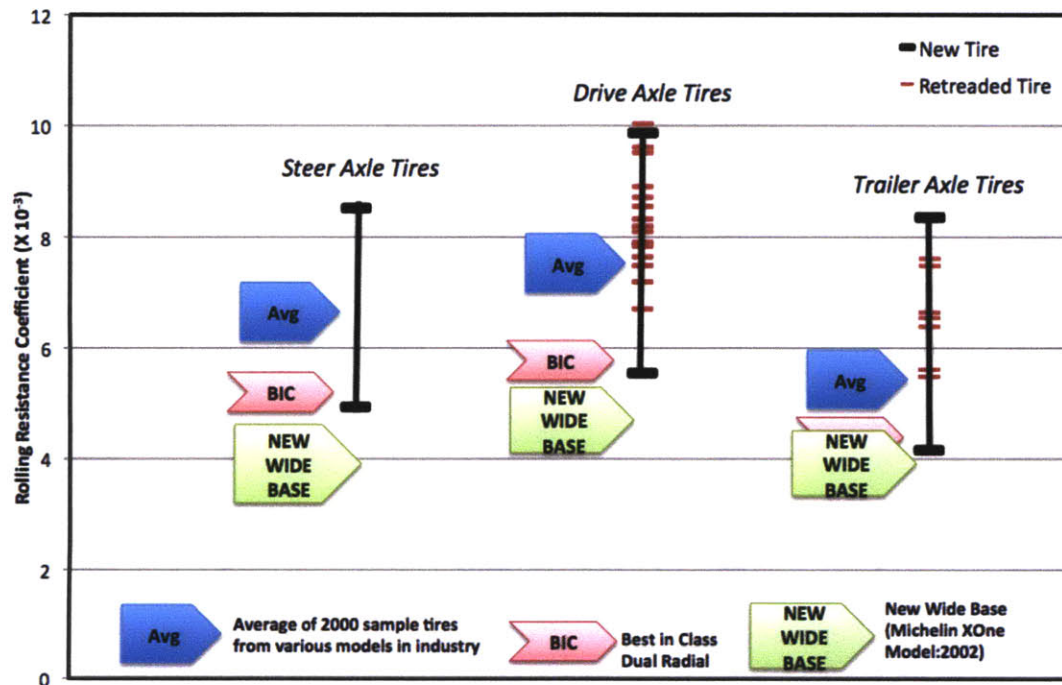 12
New Tire
Retreaded Tire
Drive Axle Tires
10
Steer Axle Tires
Trailer Axle Tires
8
Avg
Avg
6
BIC
Avg
BIC
NEW
WIDE
BASE
NEW
WIDE
BASE
NEW
WIDE
BASE
4
2
0
Rolling Resistance Coefficient (X 10⁻³)
Avg
Average of 2000 sample tires
from various models in industry
BIC
Best in Class
Dual Radial
NEW
WIDE
BASE
New Wide Base
(Michelin XOne
Model:2002)